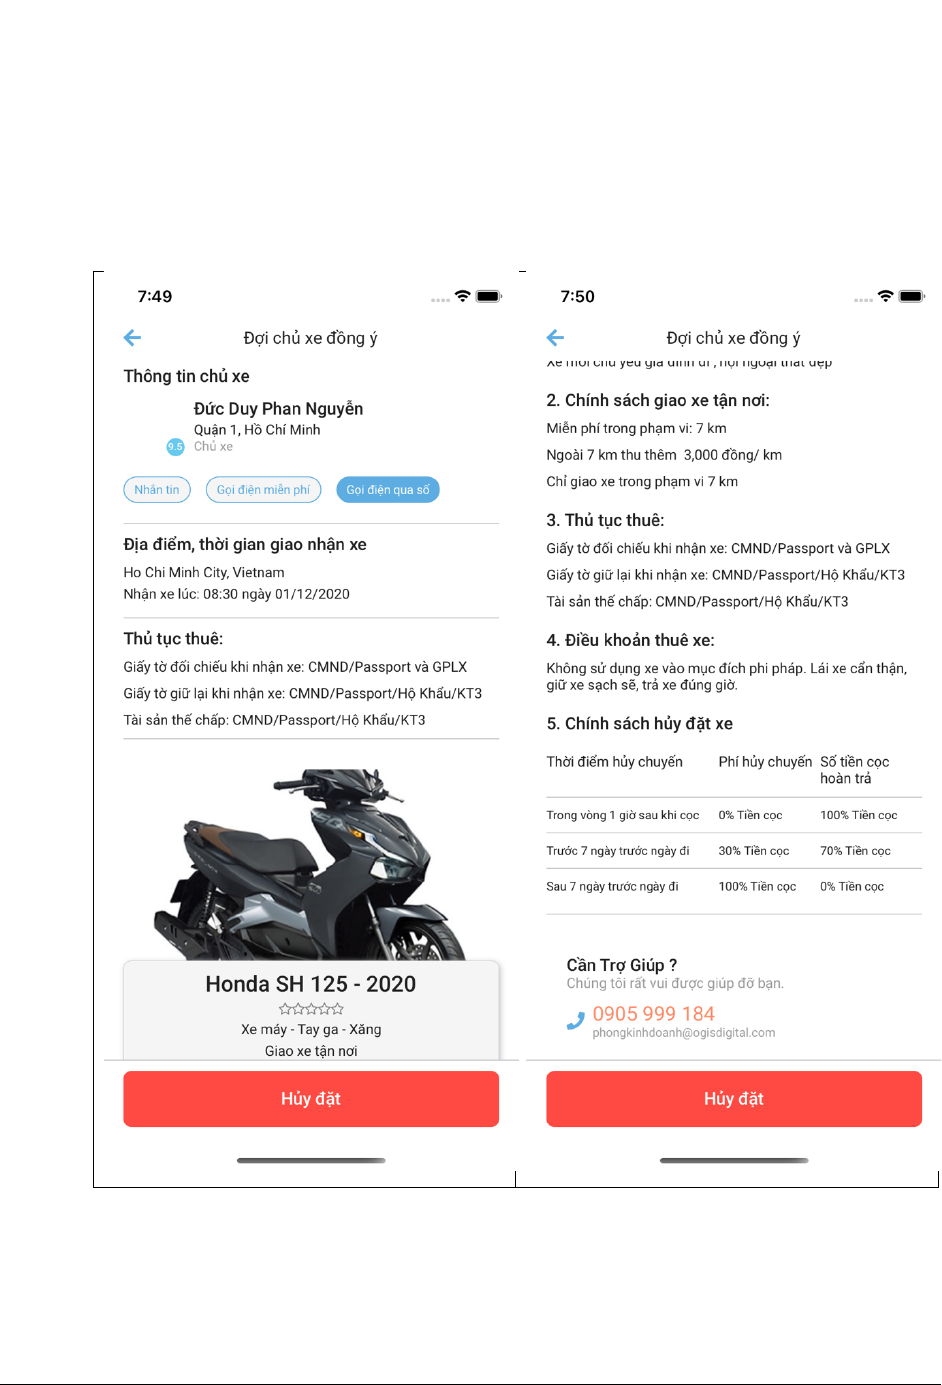 7:49
Đợi chủ xe đồng ý
Thông tin chủ xe
Đức Duy Phan Nguyễn
Quận 1, Hồ Chí Minh
9.5 Chủ xe
Nhắn tin Gọi điện miễn phí Gọi điện qua số
Địa điểm, thời gian giao nhận xe
Ho Chi Minh City, Vietnam
Nhận xe lúc: 08:30 ngày 01/12/2020
Thủ tục thuê:
Giấy tờ đối chiếu khi nhận xe: CMND/Passport và GPLX
Giấy tờ giữ lại khi nhận xe: CMND/Passport/Hộ Khẩu/KT3
Tài sản thế chấp: CMND/Passport/Hộ Khẩu/KT3
Honda SH 125 - 2020
Xe máy - Tay ga - Xăng
Giao xe tận nơi
Hủy đặt
7:50
Đợi chủ xe đồng ý
Xe mới chủ yếu gia đình đi , nội ngoại thất đẹp
2. Chính sách giao xe tận nơi:
Miễn phí trong phạm vi: 7 km
Ngoài 7 km thu thêm 3,000 đồng/ km
Chỉ giao xe trong phạm vi 7 km
3. Thủ tục thuê:
Giấy tờ đối chiếu khi nhận xe: CMND/Passport và GPLX
Giấy tờ giữ lại khi nhận xe: CMND/Passport/Hộ Khẩu/KT3
Tài sản thế chấp: CMND/Passport/Hộ Khẩu/KT3
4. Điều khoản thuê xe:
Không sử dụng xe vào mục đích phi pháp. Lái xe cẩn thận,
giữ xe sạch sẽ, trả xe đúng giờ.
5. Chính sách hủy đặt xe
Thời điểm hủy chuyến Phí hủy chuyến Số tiền cọc
hoàn trả
Trong vòng 1 giờ sau khi cọc 0% Tiền cọc 100% Tiền cọc
Trước 7 ngày trước ngày đi 30% Tiền cọc 70% Tiền cọc
Sau 7 ngày trước ngày đi 100% Tiền cọc 0% Tiền cọc
Cần Trợ Giúp ?
Chúng tôi rất vui được giúp đỡ bạn.
0905 999 184
phongkinhdoanh@ogisdigital.com
Hủy đặt